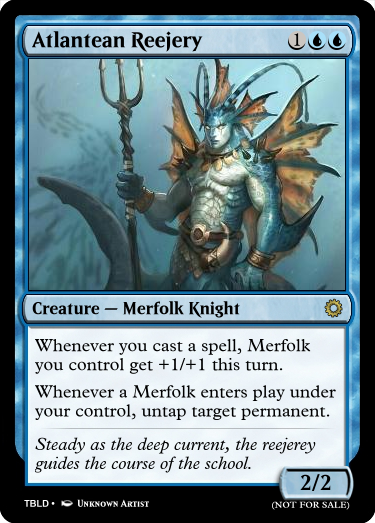 Atlantean Reejery 1
Creature — Merfolk Knight
Whenever you cast a spell, Merfolk
you control get +1/+1 this turn.
Whenever a Merfolk enters play under
your control, untap target permanent.
Steady as the deep current, the reejerey
guides the course of the school.
2/2
TBLD • Unknown Artist
(NOT FOR SALE)